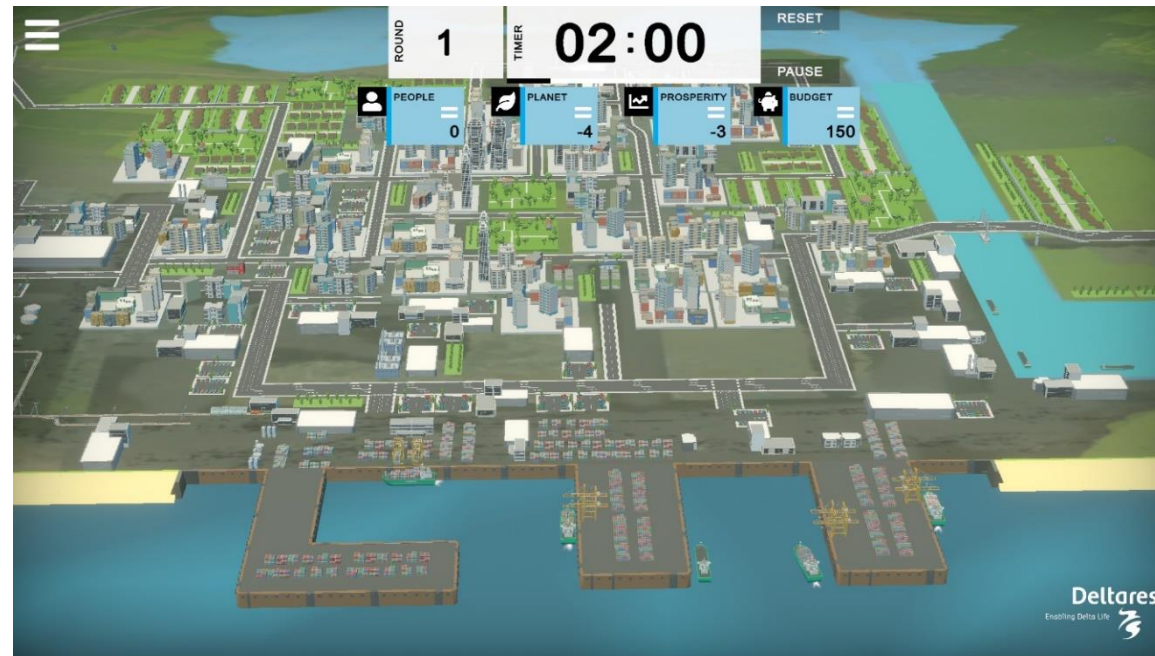 RESET
ROUND
1
TIMER
02:00
PAUSE
PEOPLE
0
PLANET
-4
PROSPERITY
-3
BUDGET
150
Deltares
Enabling Delta Life